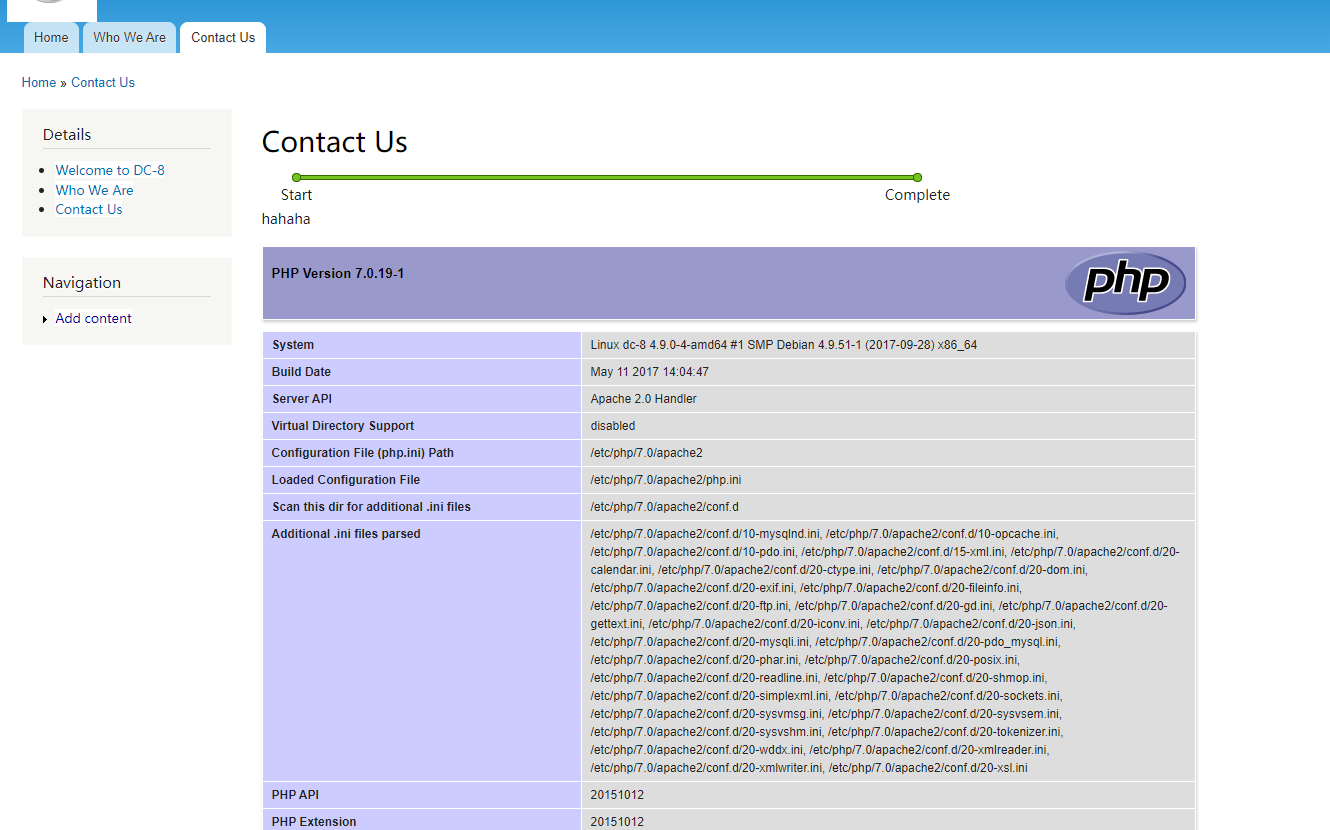 Home Who We Are Contact Us
Home » Contact Us
Details
Welcome to DC-8
Who We Are
Contact Us
Navigation
Add content
Contact Us
Start Complete
hahaha
PHP Version 7.0.19-1
php
System Linux dc-8 4.9.0-4-amd64 #1 SMP Debian 4.9.51-1 (2017-09-28) x86_64
Build Date May 11 2017 14:04:47
Server API Apache 2.0 Handler
Virtual Directory Support disabled
Configuration File (php.ini) Path /etc/php/7.0/apache2
Loaded Configuration File /etc/php/7.0/apache2/php.ini
Scan this dir for additional .ini files /etc/php/7.0/apache2/conf.d
Additional .ini files parsed /etc/php/7.0/apache2/conf.d/10-mysqlnd.ini, /etc/php/7.0/apache2/conf.d/10-opcache.ini,
/etc/php/7.0/apache2/conf.d/10-pdo.ini, /etc/php/7.0/apache2/conf.d/15-xml.ini, /etc/php/7.0/apache2/conf.d/20-
calendar.ini, /etc/php/7.0/apache2/conf.d/20-ctype.ini, /etc/php/7.0/apache2/conf.d/20-dom.ini,
/etc/php/7.0/apache2/conf.d/20-exif.ini, /etc/php/7.0/apache2/conf.d/20-fileinfo.ini,
/etc/php/7.0/apache2/conf.d/20-ftp.ini, /etc/php/7.0/apache2/conf.d/20-gd.ini, /etc/php/7.0/apache2/conf.d/20-
gettext.ini, /etc/php/7.0/apache2/conf.d/20-iconv.ini, /etc/php/7.0/apache2/conf.d/20-json.ini,
/etc/php/7.0/apache2/conf.d/20-mysqli.ini, /etc/php/7.0/apache2/conf.d/20-pdo_mysql.ini,
/etc/php/7.0/apache2/conf.d/20-phar.ini, /etc/php/7.0/apache2/conf.d/20-posix.ini,
/etc/php/7.0/apache2/conf.d/20-readline.ini, /etc/php/7.0/apache2/conf.d/20-shmop.ini,
/etc/php/7.0/apache2/conf.d/20-simplexml.ini, /etc/php/7.0/apache2/conf.d/20-sockets.ini,
/etc/php/7.0/apache2/conf.d/20-sysvmsg.ini, /etc/php/7.0/apache2/conf.d/20-sysvsem.ini,
/etc/php/7.0/apache2/conf.d/20-sysvshm.ini, /etc/php/7.0/apache2/conf.d/20-tokenizer.ini,
/etc/php/7.0/apache2/conf.d/20-wddx.ini, /etc/php/7.0/apache2/conf.d/20-xmlreader.ini,
/etc/php/7.0/apache2/conf.d/20-xmlwriter.ini, /etc/php/7.0/apache2/conf.d/20-xsl.ini
PHP API 20151012
PHP Extension 20151012